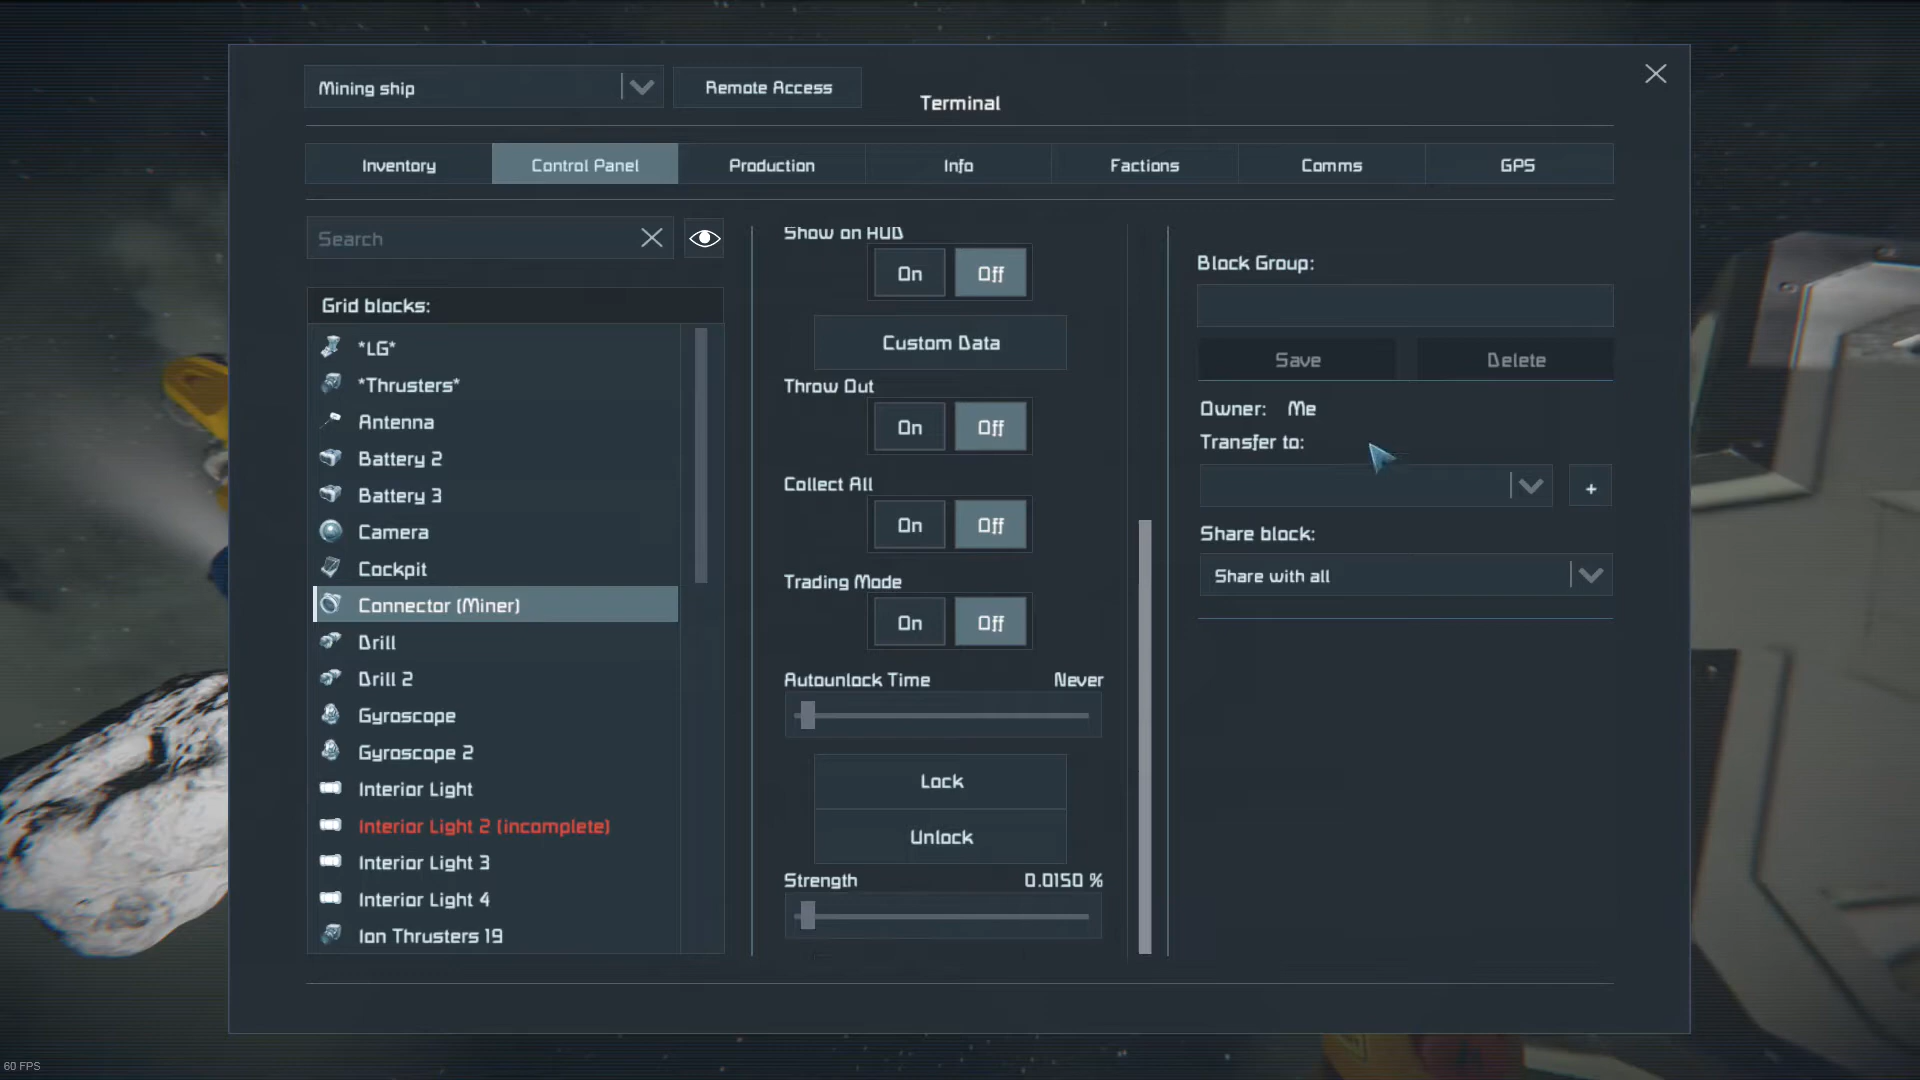 Mining ship
Remote Access
Terminal
Inventory
Control Panel
Production
Info
Factions
Comms
GPS
Search
Grid blocks:
*LG*
*Thrusters*
Antenna
Battery 2
Battery 3
Camera
Cockpit
Connector (Miner)
Drill
Drill 2
Gyroscope
Gyroscope 2
Interior Light
Interior Light 2 (incomplete)
Interior Light 3
Interior Light 4
Ion Thrusters 19
Show on HUD
On Off
Custom Data
Throw Out
On Off
Collect All
On Off
Trading Mode
On Off
Autounlock Time Never
Lock
Unlock
Strength 0.0150 %
Block Group:
Save Delete
Owner: Me
Transfer to:
+
Share block:
Share with all
60 FPS